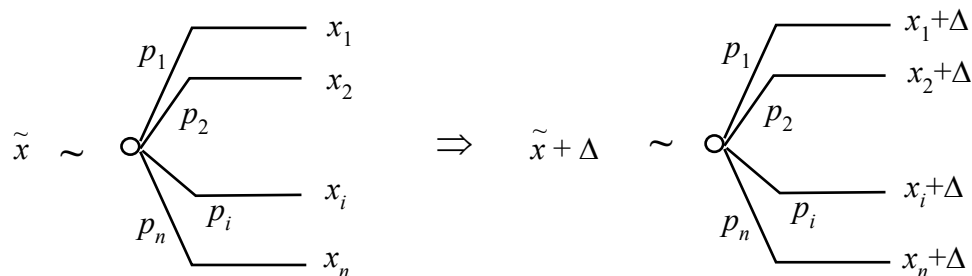 p₁ x₁ p₁ x₁+Δ
x₂ x₂+Δ
p₂ p₂
x̃ ~ ⇒ x̃ + Δ ~
xᵢ xᵢ+Δ
pₙ pᵢ pₙ pᵢ
xₙ xₙ+Δ